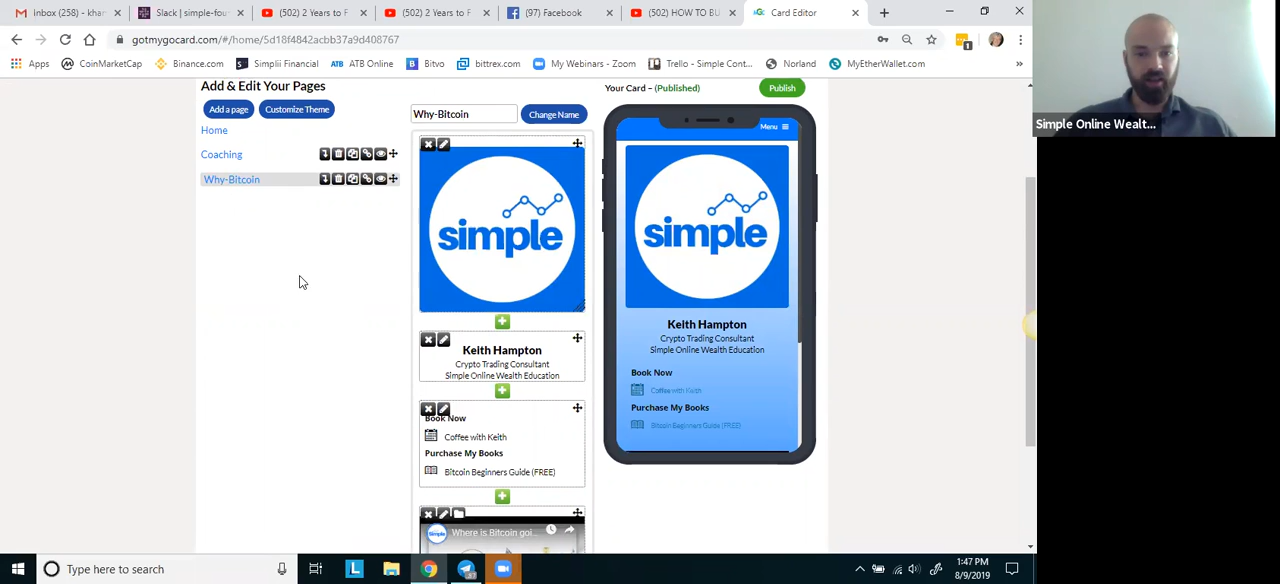 Inbox (258) - khar
Slack | simple-four
(502) 2 Years to F
(502) 2 Years to F
(97) Facebook
(502) HOW TO BU
Card Editor
gotmygocard.com/#/home/5d18f4842acbb37a9d408767
Apps
CoinMarketCap
Binance.com
Simplii Financial
ATB Online
Bitvo
bittrex.com
My Webinars - Zoom
Trello - Simple Cont...
Norland
MyEtherWallet.com
»
Simple Online Wealt...
Add & Edit Your Pages
Add a page
Customize Theme
Home
Coaching
Why-Bitcoin
Why-Bitcoin
Change Name
simple
Keith Hampton
Crypto Trading Consultant
Simple Online Wealth Education
Book Now
Coffee with Keith
Purchase My Books
Bitcoin Beginners Guide (FREE)
simple
Where is Bitcoin goi...
Your Card – (Published)
Publish
Menu
simple
Keith Hampton
Crypto Trading Consultant
Simple Online Wealth Education
Book Now
Coffee with Keith
Purchase My Books
Bitcoin Beginners Guide (FREE)
Type here to search
L
1:47 PM
8/9/2019